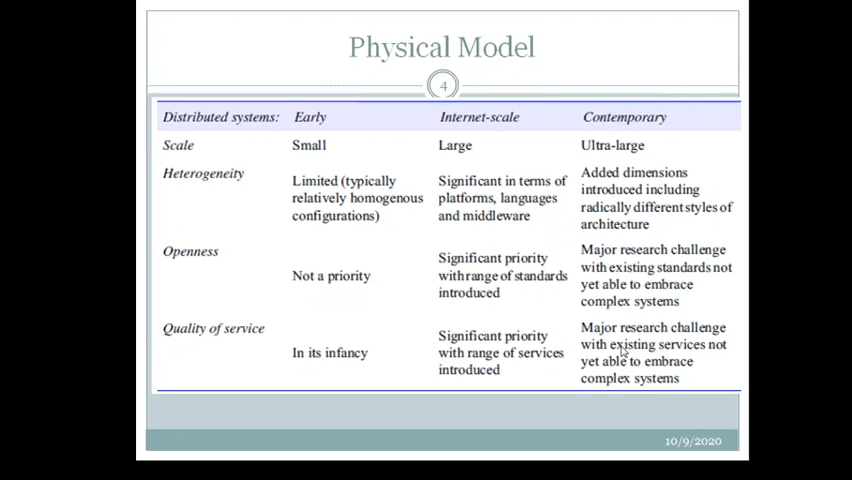 Physical Model
4
Distributed systems: Early Internet-scale Contemporary
Scale Small Large Ultra-large
Heterogeneity
Limited (typically
relatively homogenous
configurations)
Significant in terms of
platforms, languages
and middleware
Added dimensions
introduced including
radically different styles of
architecture
Openness
Not a priority
Significant priority
with range of standards
introduced
Major research challenge
with existing standards not
yet able to embrace
complex systems
Quality of service
In its infancy
Significant priority
with range of services
introduced
Major research challenge
with existing services not
yet able to embrace
complex systems
10/9/2020